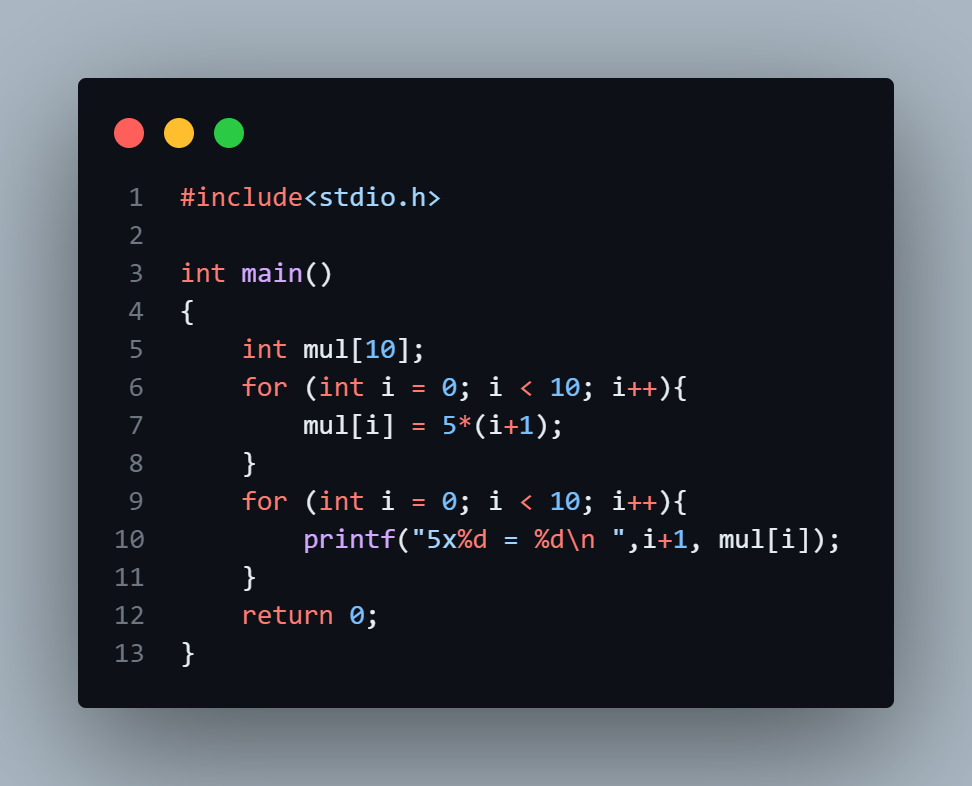 1 #include<stdio.h>
2
3 int main()
4 {
5     int mul[10];
6     for (int i = 0; i < 10; i++){
7         mul[i] = 5*(i+1);
8     }
9     for (int i = 0; i < 10; i++){
10         printf("5x%d = %d\n ",i+1, mul[i]);
11     }
12     return 0;
13 }